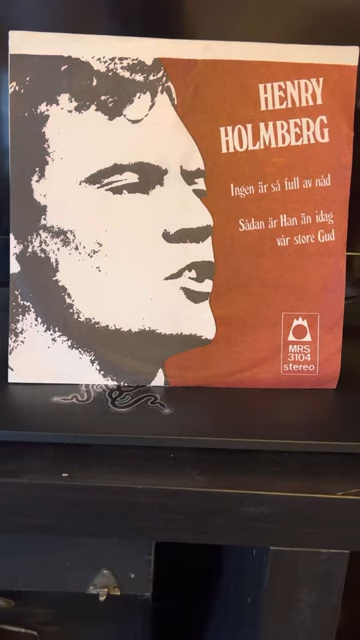 HENRY
HOLMBERG
Ingen är så full av nåd
Sådan är Han än idag
vår store Gud
MRS
3104
stereo